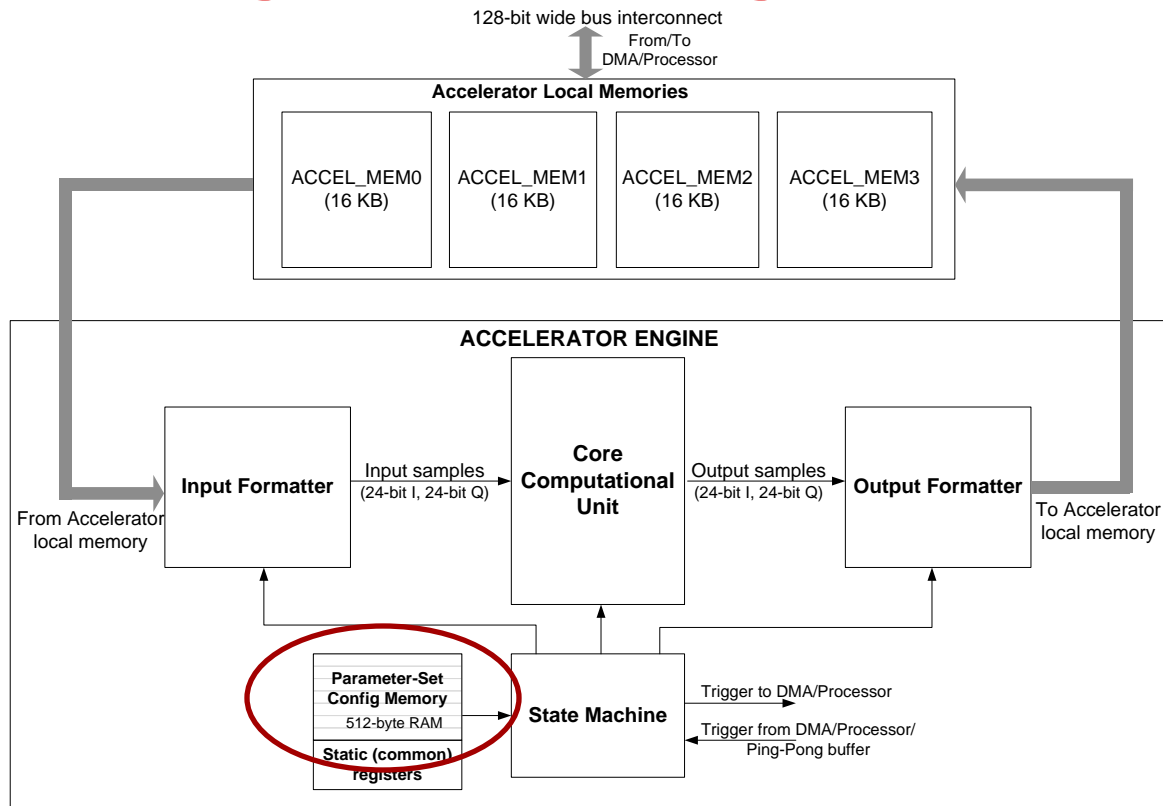 128-bit wide bus interconnect
From/To
DMA/Processor
Accelerator Local Memories
ACCEL_MEM0
(16 KB)
ACCEL_MEM1
(16 KB)
ACCEL_MEM2
(16 KB)
ACCEL_MEM3
(16 KB)
ACCELERATOR ENGINE
Input Formatter
Input samples
(24-bit I, 24-bit Q)
Core
Computational
Unit
Output samples
(24-bit I, 24-bit Q)
Output Formatter
From Accelerator
local memory
To Accelerator
local memory
Parameter-Set
Config Memory
512-byte RAM
Static (common)
registers
State Machine
Trigger to DMA/Processor
Trigger from DMA/Processor/
Ping-Pong buffer